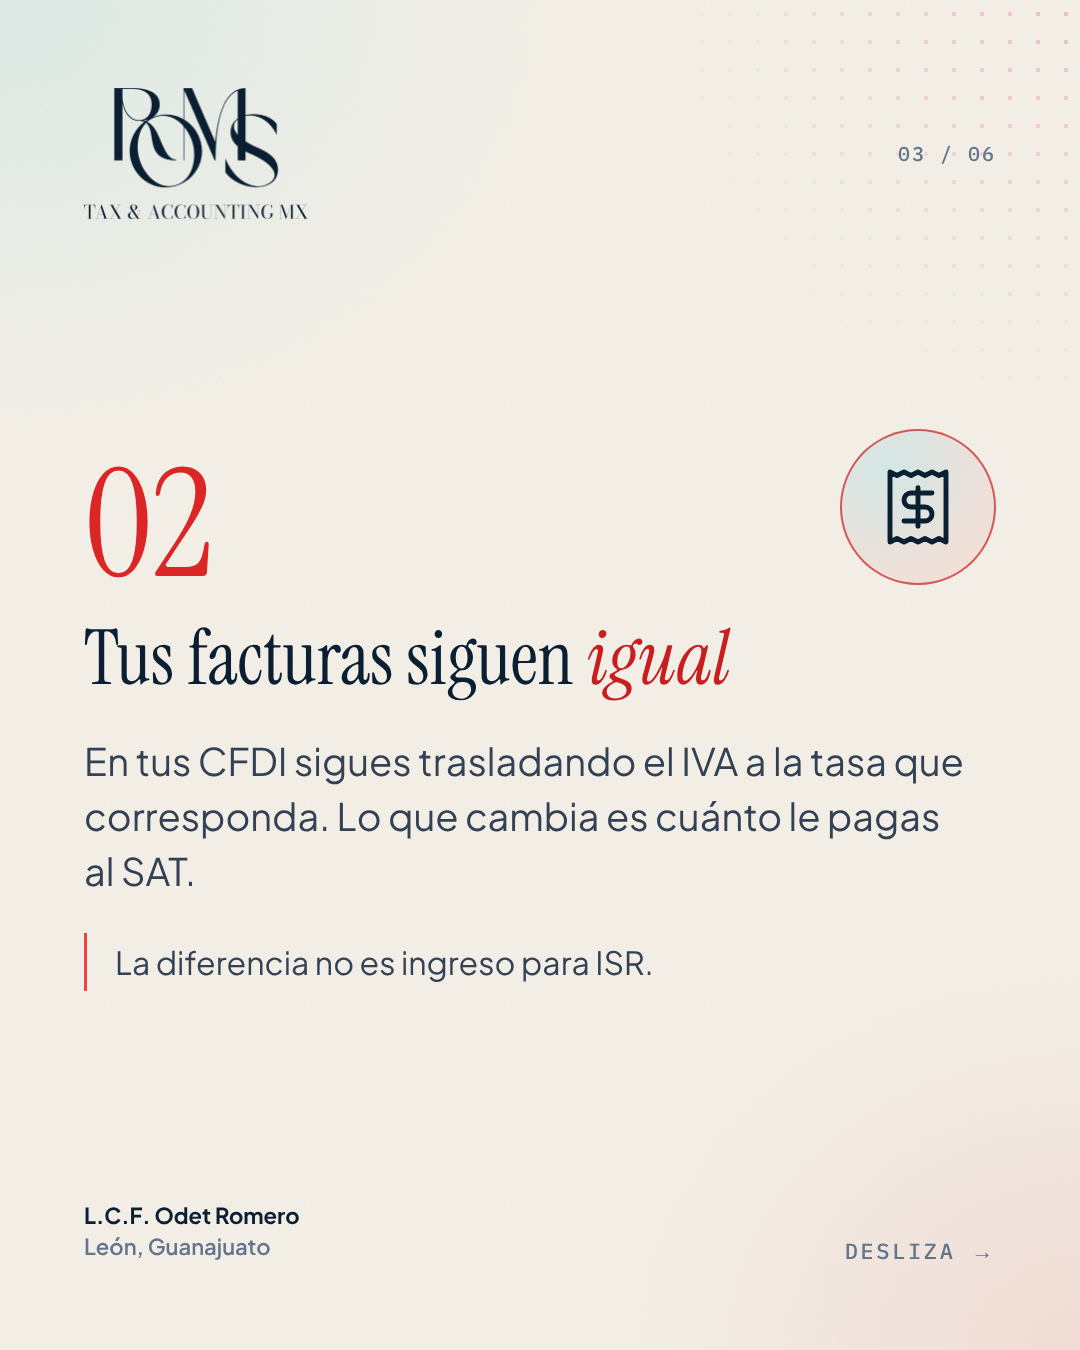 ROMS
TAX & ACCOUNTING MX
03 / 06
02
Tus facturas siguen igual
En tus CFDI sigues trasladando el IVA a la tasa que
corresponda. Lo que cambia es cuánto le pagas
al SAT.
La diferencia no es ingreso para ISR.
L.C.F. Odet Romero
León, Guanajuato
DESLIZA →